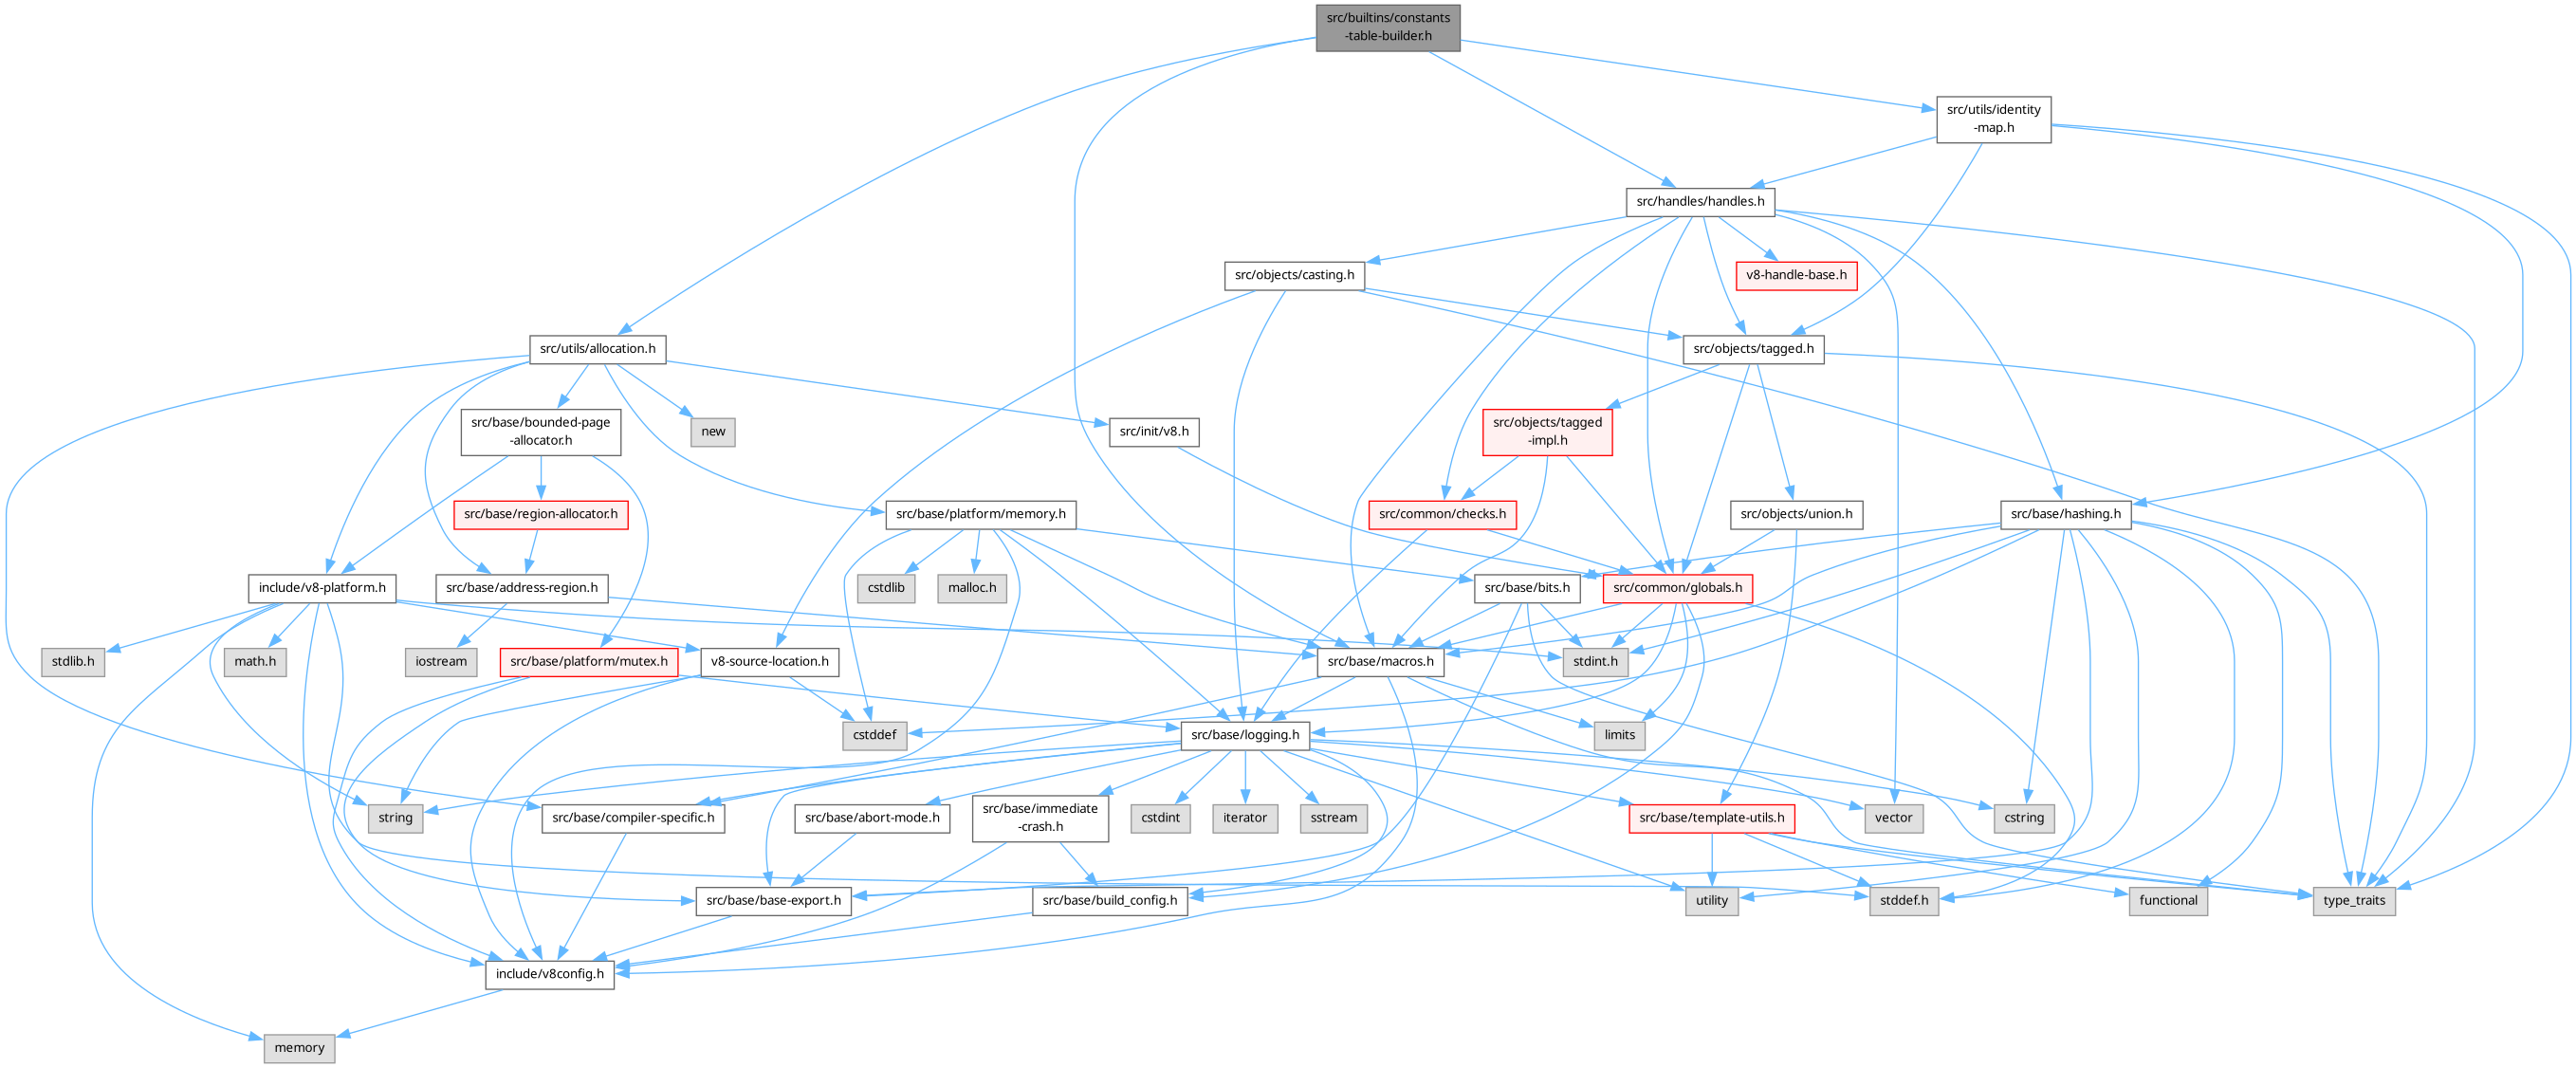 src/builtins/constants
-table-builder.h
src/utils/identity
-map.h
src/handles/handles.h
src/objects/casting.h
v8-handle-base.h
src/utils/allocation.h
src/objects/tagged.h
src/base/bounded-page
-allocator.h
new
src/init/v8.h
src/objects/tagged
-impl.h
src/base/region-allocator.h
src/base/platform/memory.h
src/common/checks.h
src/objects/union.h
src/base/hashing.h
include/v8-platform.h
src/base/address-region.h
cstdlib
malloc.h
src/base/bits.h
src/common/globals.h
stdlib.h
math.h
iostream
src/base/platform/mutex.h
v8-source-location.h
src/base/macros.h
stdint.h
cstddef
src/base/logging.h
limits
string
src/base/compiler-specific.h
src/base/abort-mode.h
src/base/immediate
-crash.h
cstdint
iterator
sstream
src/base/template-utils.h
vector
cstring
src/base/base-export.h
src/base/build_config.h
utility
stddef.h
functional
type_traits
include/v8config.h
memory